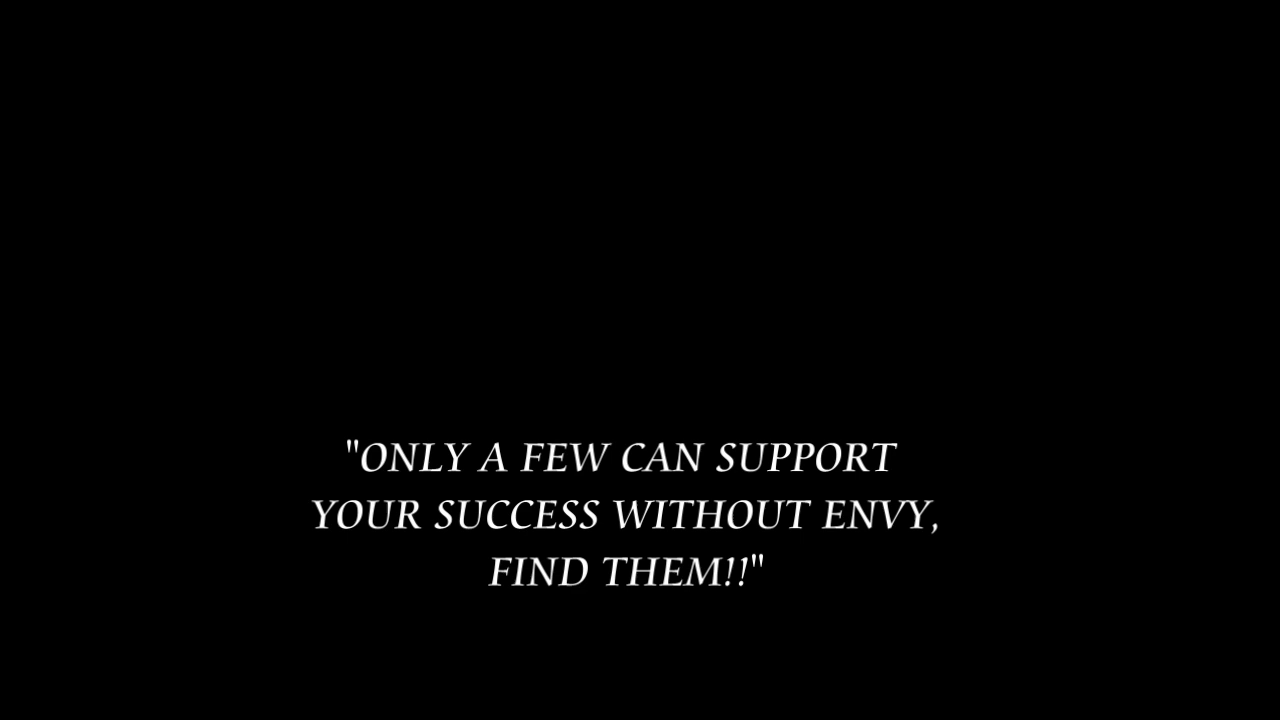 "ONLY A FEW CAN SUPPORT
YOUR SUCCESS WITHOUT ENVY,
FIND THEM!!"